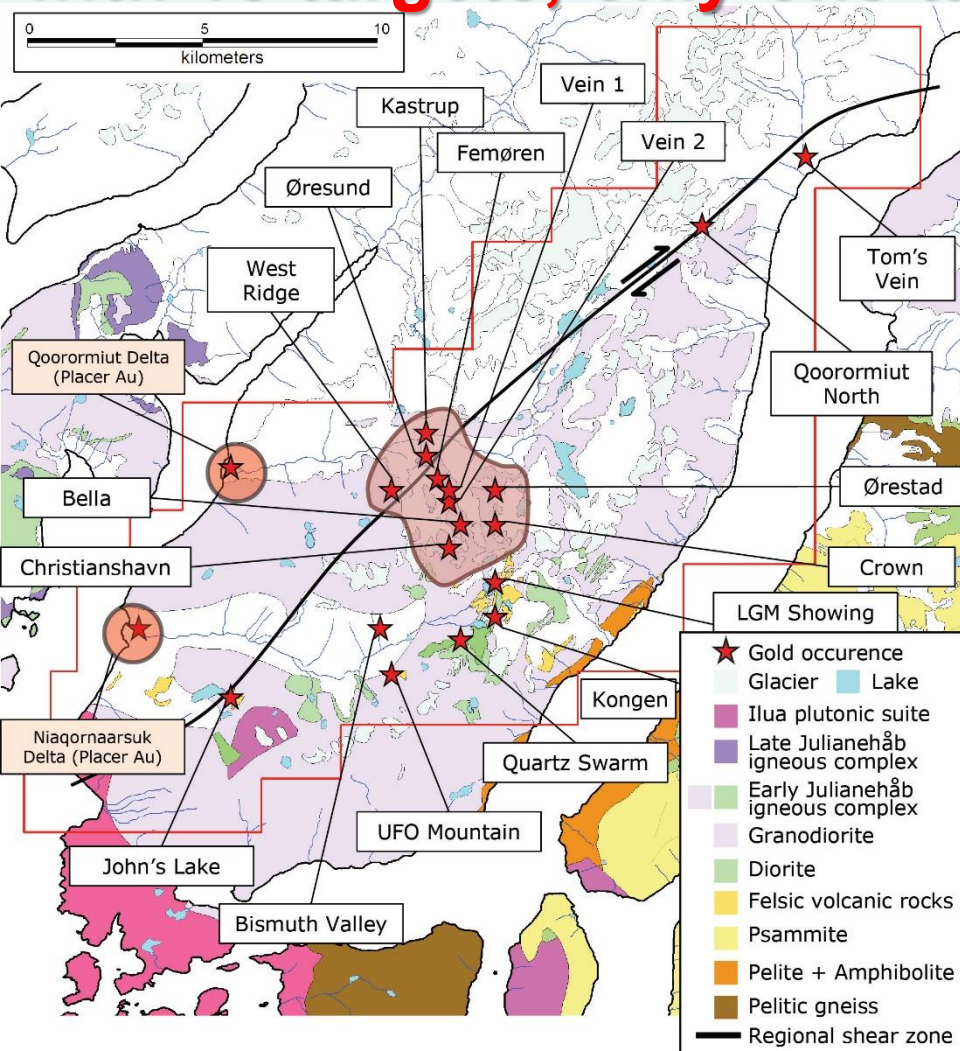 0 5 10
kilometers
Kastrup
Vein 1
Femøren
Vein 2
Øresund
West
Ridge
Tom's
Vein
Qoorormiut Delta
(Placer Au)
Qoorormiut
North
Bella
Ørestad
Christianshavn
Crown
LGM Showing
Kongen
Niaqornaarsuk
Delta (Placer Au)
Quartz Swarm
UFO Mountain
John's Lake
Bismuth Valley
Gold occurence
Glacier Lake
Ilua plutonic suite
Late Julianehåb
igneous complex
Early Julianehåb
igneous complex
Granodiorite
Diorite
Felsic volcanic rocks
Psammite
Pelite + Amphibolite
Pelitic gneiss
Regional shear zone